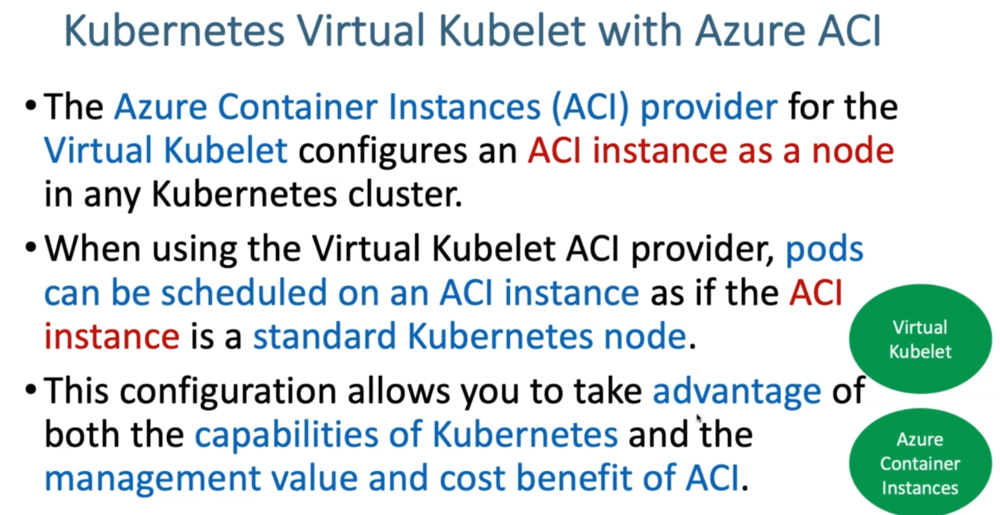 Kubernetes Virtual Kubelet with Azure ACI
• The Azure Container Instances (ACI) provider for the
Virtual Kubelet configures an ACI instance as a node
in any Kubernetes cluster.
• When using the Virtual Kubelet ACI provider, pods
can be scheduled on an ACI instance as if the ACI
instance is a standard Kubernetes node.
• This configuration allows you to take advantage of
both the capabilities of Kubernetes and the
management value and cost benefit of ACI.
Virtual
Kubelet
Azure
Container
Instances